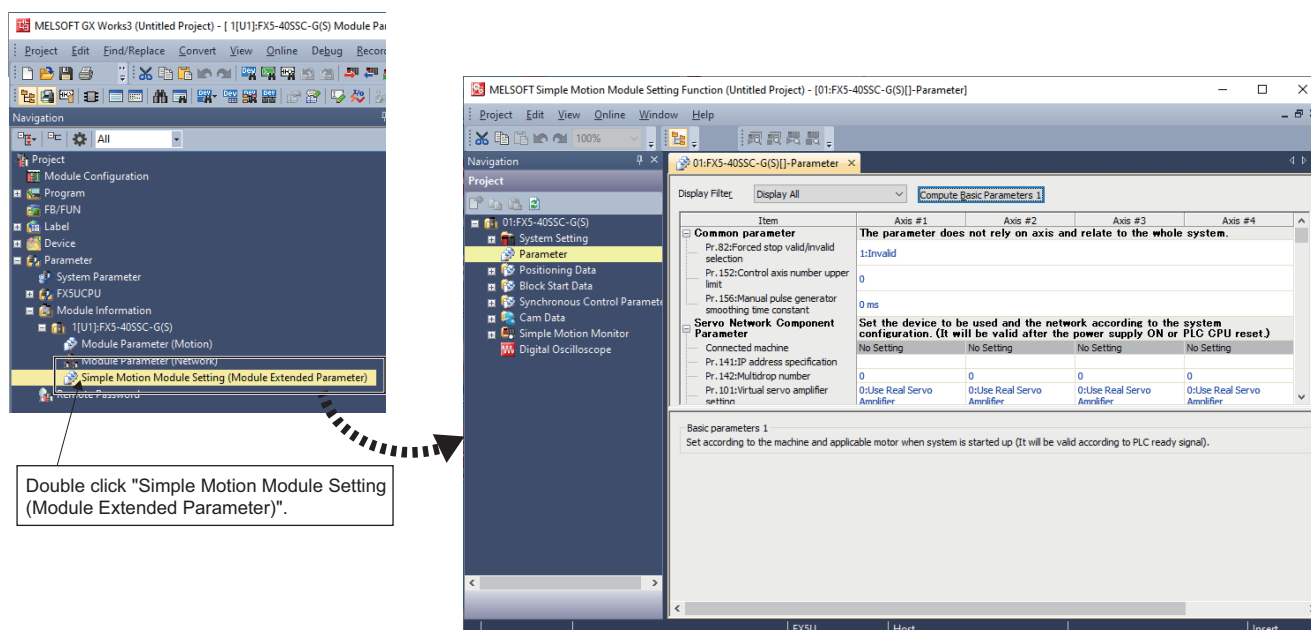 MELSOFT GX Works3 (Untitled Project) - [ 1[U1]:FX5-40SSC-G(S) Module Par
Project Edit Find/Replace Convert View Online Debug Record
Navigation
All
Project
Module Configuration
Program
FB/FUN
Label
Device
Parameter
System Parameter
FX5UCPU
Module Information
1[U1]:FX5-40SSC-G(S)
Module Parameter (Motion)
Module Parameter (Network)
Simple Motion Module Setting (Module Extended Parameter)
Remote Password
Double click "Simple Motion Module Setting
(Module Extended Parameter)".
MELSOFT Simple Motion Module Setting Function (Untitled Project) - [01:FX5-40SSC-G(S)[]-Parameter]
Project Edit View Online Window Help
100%
Navigation
Project
01:FX5-40SSC-G(S)
System Setting
Parameter
Positioning Data
Block Start Data
Synchronous Control Paramete
Cam Data
Simple Motion Monitor
Digital Oscilloscope
01:FX5-40SSC-G(S)[]-Parameter
Display Filter Display All Compute Basic Parameters 1
Item Axis #1 Axis #2 Axis #3 Axis #4
Common parameter The parameter does not rely on axis and relate to the whole system.
Pr.82:Forced stop valid/invalid
selection
1:Invalid
Pr.152:Control axis number upper
limit
0
Pr.156:Manual pulse generator
smoothing time constant
0 ms
Servo Network Component
Parameter
Set the device to be used and the network according to the system
configuration. (It will be valid after the power supply ON or PLC CPU reset.)
Connected machine No Setting No Setting No Setting No Setting
Pr.141:IP address specification
Pr.142:Multidrop number 0 0 0 0
Pr.101:Virtual servo amplifier 0:Use Real Servo 0:Use Real Servo 0:Use Real Servo 0:Use Real Servo
setting Amplifier Amplifier Amplifier Amplifier
Basic parameters 1
Set according to the machine and applicable motor when system is started up (It will be valid according to PLC ready signal).
FX5U Host Insert